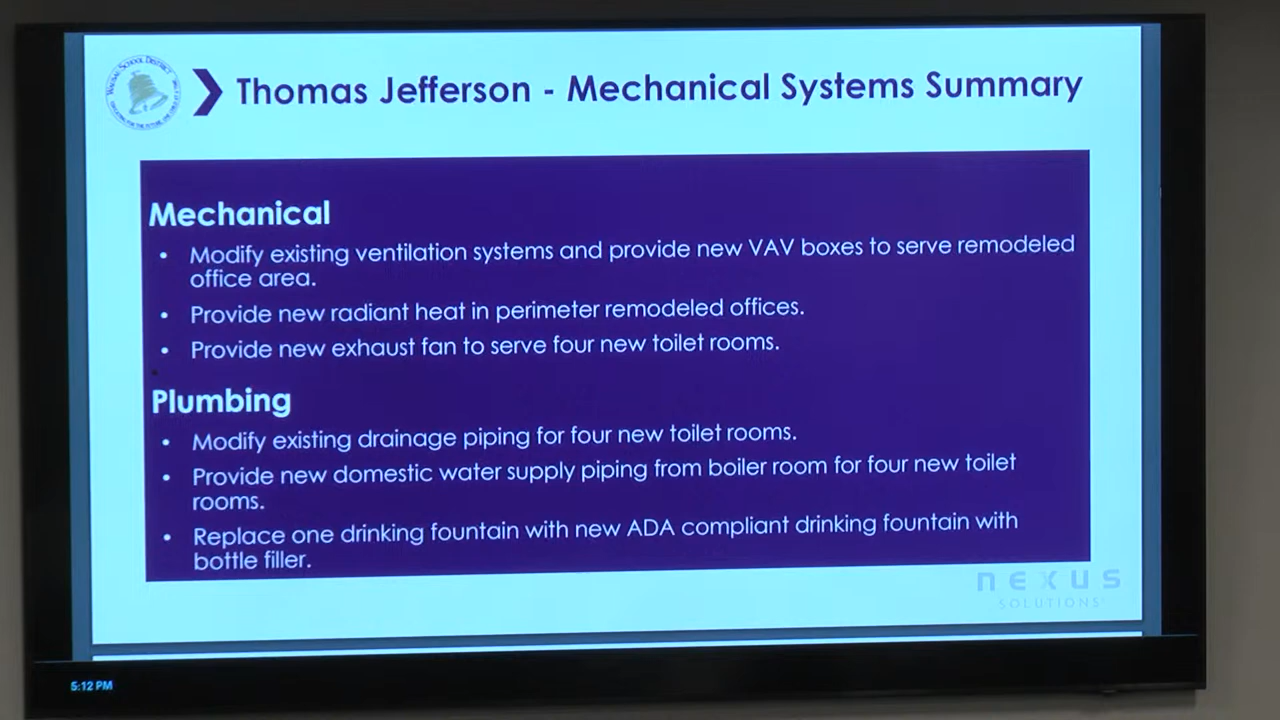 WAUSAU SCHOOL DISTRICT
Thomas Jefferson - Mechanical Systems Summary
Mechanical
• Modify existing ventilation systems and provide new VAV boxes to serve remodeled
office area.
• Provide new radiant heat in perimeter remodeled offices.
• Provide new exhaust fan to serve four new toilet rooms.
Plumbing
• Modify existing drainage piping for four new toilet rooms.
• Provide new domestic water supply piping from boiler room for four new toilet
rooms.
• Replace one drinking fountain with new ADA compliant drinking fountain with
bottle filler.
nexus
SOLUTIONS
5:12 PM